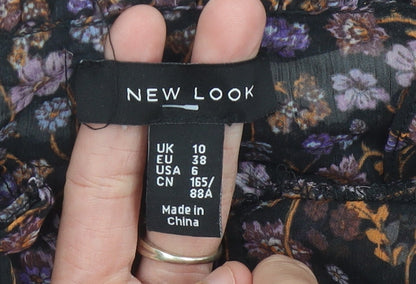 NEW LOOK
UK 10
EU 38
USA 6
CN 165/
88A
Made in
China